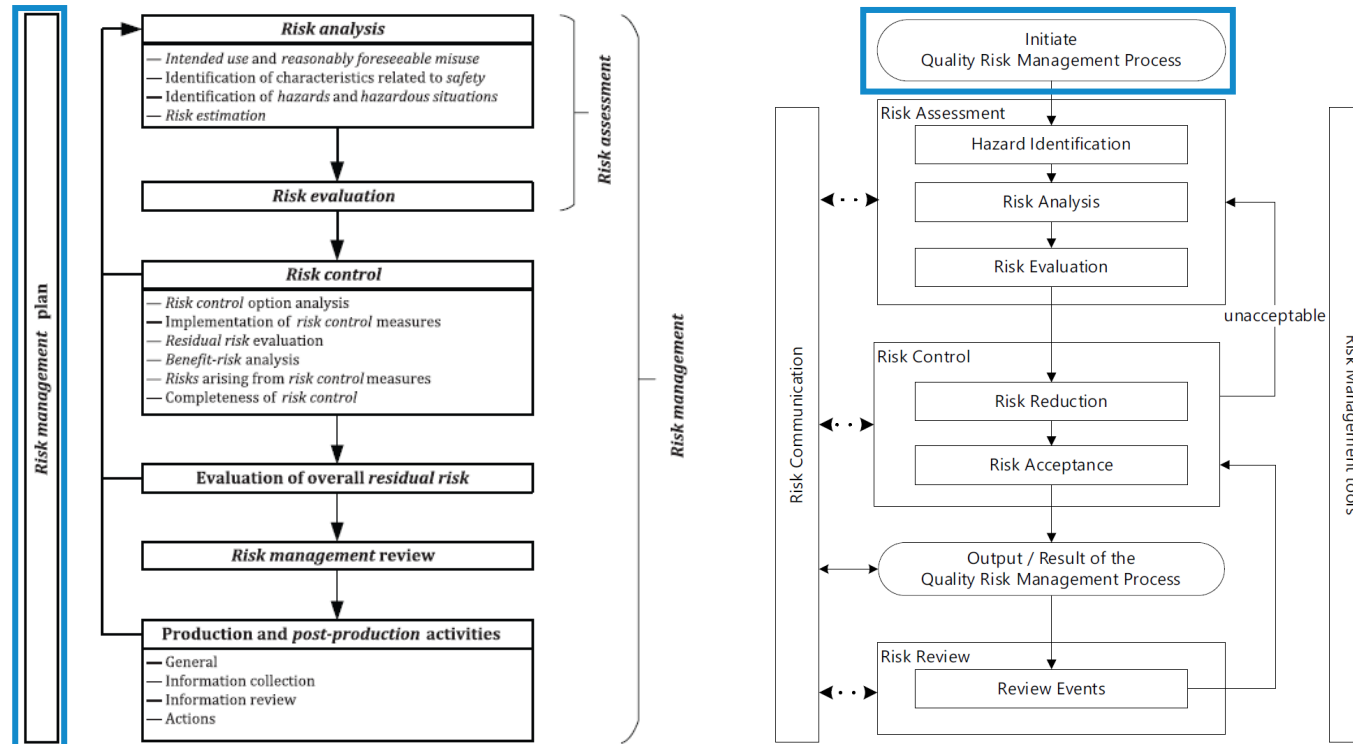 Risk management plan
Risk analysis
— Intended use and reasonably foreseeable misuse
— Identification of characteristics related to safety
— Identification of hazards and hazardous situations
— Risk estimation
Risk evaluation
Risk assessment
Risk control
— Risk control option analysis
— Implementation of risk control measures
— Residual risk evaluation
— Benefit-risk analysis
— Risks arising from risk control measures
— Completeness of risk control
Evaluation of overall residual risk
Risk management review
Production and post-production activities
— General
— Information collection
— Information review
— Actions
Risk management
Initiate
Quality Risk Management Process
Risk Assessment
Hazard Identification
Risk Analysis
Risk Evaluation
unacceptable
Risk Control
Risk Reduction
Risk Acceptance
Output / Result of the
Quality Risk Management Process
Risk Review
Review Events
Risk Communication
Risk Management tools